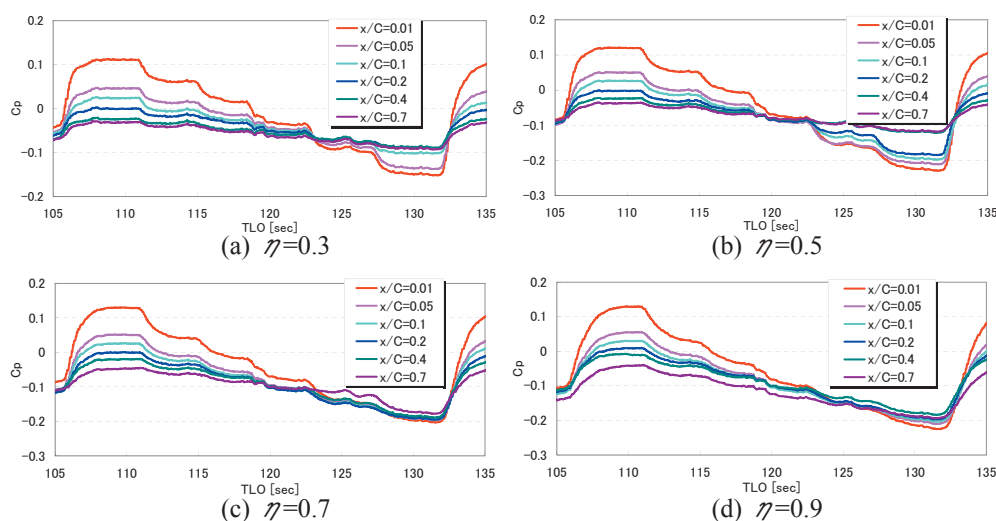 0.2
0.1
0
−0.1
−0.2
Cp
x/C=0.01
x/C=0.05
x/C=0.1
x/C=0.2
x/C=0.4
x/C=0.7
105 110 115 120 125 130 135
TLO [sec]
(a) η=0.3
0.2
0.1
0
−0.1
−0.2
−0.3
Cp
x/C=0.01
x/C=0.05
x/C=0.1
x/C=0.2
x/C=0.4
x/C=0.7
105 110 115 120 125 130 135
TLO [sec]
(b) η=0.5
0.2
0.1
0
−0.1
−0.2
−0.3
Cp
x/C=0.01
x/C=0.05
x/C=0.1
x/C=0.2
x/C=0.4
x/C=0.7
105 110 115 120 125 130 135
TLO [sec]
(c) η=0.7
0.2
0.1
0
−0.1
−0.2
−0.3
Cp
x/C=0.01
x/C=0.05
x/C=0.1
x/C=0.2
x/C=0.4
x/C=0.7
105 110 115 120 125 130 135
TLO [sec]
(d) η=0.9